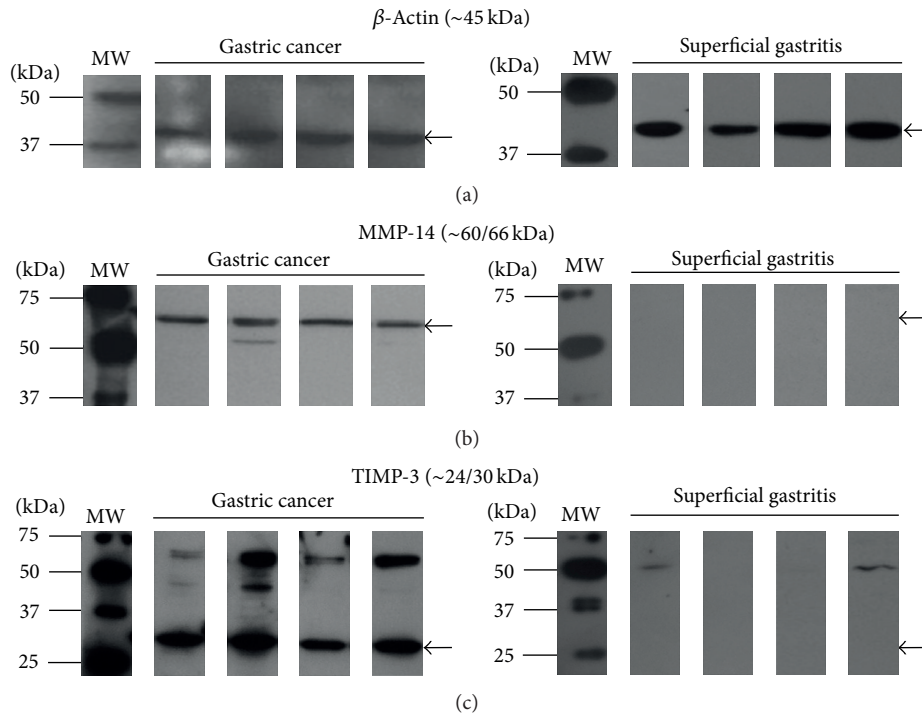 β-Actin (~45 kDa)
Gastric cancer
Superficial gastritis
(kDa)
MW
50
37
(kDa)
MW
50
37
(a)
MMP-14 (~60/66 kDa)
Gastric cancer
Superficial gastritis
(kDa)
MW
75
50
37
(kDa)
MW
75
50
37
(b)
TIMP-3 (~24/30 kDa)
Gastric cancer
Superficial gastritis
(kDa)
MW
75
50
37
25
(kDa)
MW
75
50
37
25
(c)